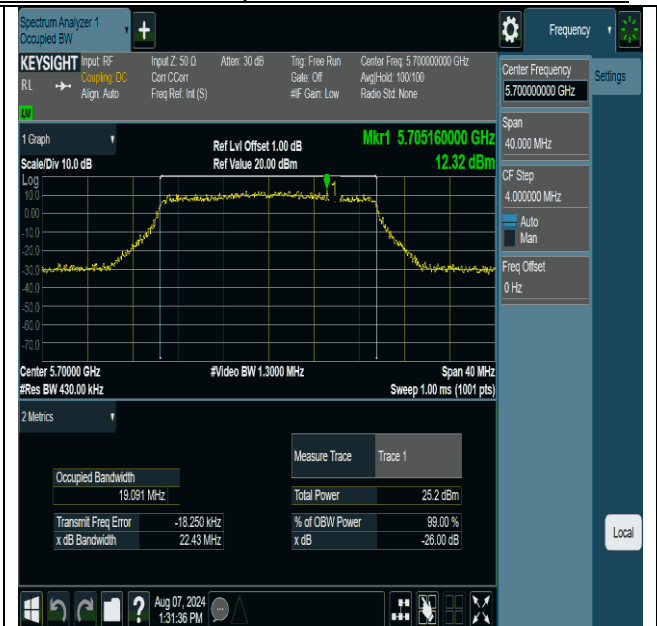 Spectrum Analyzer 1
Occupied BW
Frequency
KEYSIGHT
RL
Input: RF
Coupling: DC
Align: Auto
Input Z: 50 Ω
Corr CCorr
Freq Ref: Int (S)
Atten: 30 dB
Trig: Free Run
Gate: Off
#IF Gain: Low
Center Freq: 5.700000000 GHz
Avg|Hold: 100/100
Radio Std: None
Center Frequency
5.700000000 GHz
Settings
Span
40.000 MHz
CF Step
4.000000 MHz
Auto
Man
Freq Offset
0 Hz
1 Graph
Ref Lvl Offset 1.00 dB
Mkr1 5.705160000 GHz
Scale/Div 10.0 dB
Ref Value 20.00 dBm
12.32 dBm
Log
10.0
0.00
-10.0
-20.0
-30.0
-40.0
-50.0
-60.0
-70.0
1
Center 5.70000 GHz
#Video BW 1.3000 MHz
Span 40 MHz
#Res BW 430.00 kHz
Sweep 1.00 ms (1001 pts)
2 Metrics
Measure Trace
Trace 1
Occupied Bandwidth
19.091 MHz
Total Power
25.2 dBm
Transmit Freq Error
-18.250 kHz
% of OBW Power
99.00 %
x dB Bandwidth
22.43 MHz
x dB
-26.00 dB
Local
?
Aug 07, 2024
1:31:36 PM